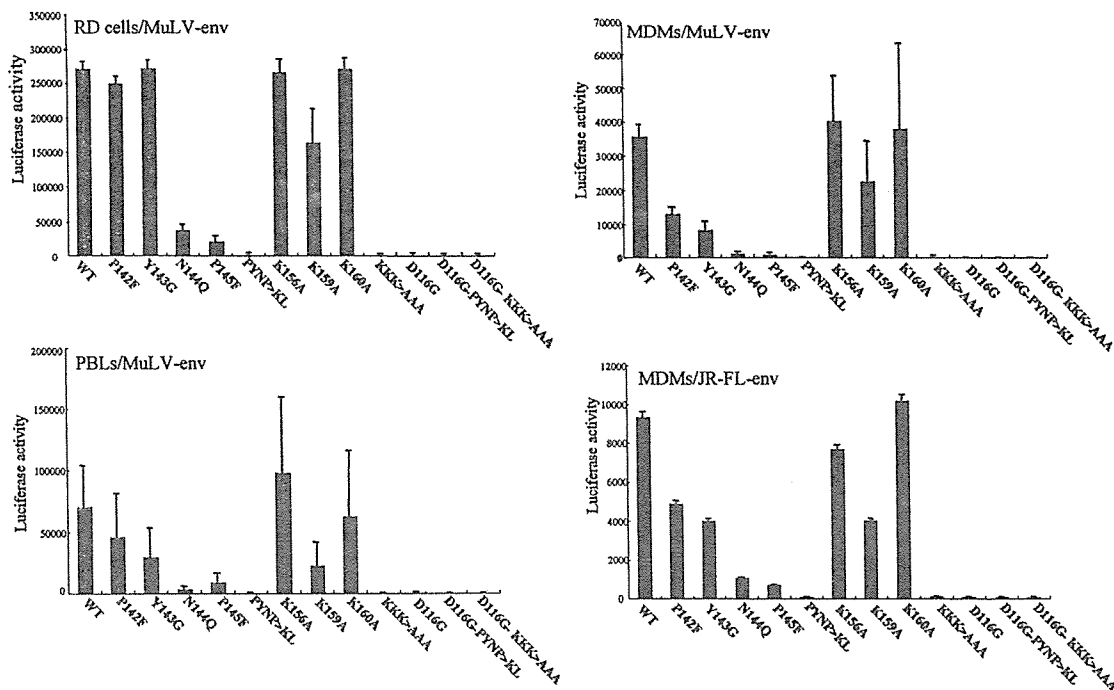 RD cells/MuLV-env
Luciferase activity
350000
300000
250000
200000
150000
100000
50000
0
WT
P142F
Y143G
N144Q
P145F
PYNP>KL
K156A
K159A
K160A
KKK>AAA
D116G
D116G-PYNP>KL
D116G- KKK>AAA
MDMs/MuLV-env
Luciferase activity
70000
60000
50000
40000
30000
20000
10000
0
WT
P142F
Y143G
N144Q
P145F
PYNP>KL
K156A
K159A
K160A
KKK>AAA
D116G
D116G-PYNP>KL
D116G- KKK>AAA
PBLs/MuLV-env
Luciferase activity
200000
150000
100000
50000
0
WT
P142F
Y143G
N144Q
P145F
PYNP>KL
K156A
K159A
K160A
KKK>AAA
D116G
D116G-PYNP>KL
D116G- KKK>AAA
MDMs/JR-FL-env
Luciferase activity
12000
10000
8000
6000
4000
2000
0
WT
P142F
Y143G
N144Q
P145F
PYNP>KL
K156A
K159A
K160A
KKK>AAA
D116G
D116G-PYNP>KL
D116G- KKK>AAA